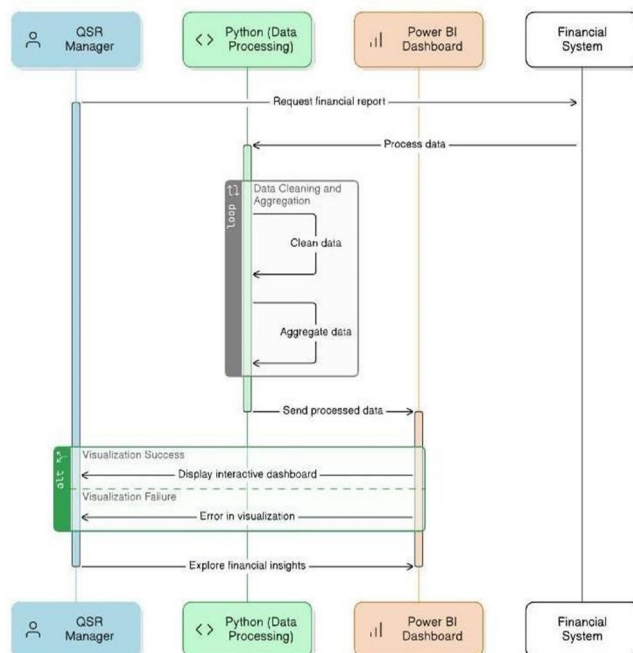 QSR
Manager
Python (Data
Processing)
Power BI
Dashboard
Financial
System
Request financial report
Process data
loop
Data Cleaning and
Aggregation
Clean data
Aggregate data
Send processed data
alt
Visualization Success
Display interactive dashboard
Visualization Failure
Error in visualization
Explore financial insights
QSR
Manager
Python (Data
Processing)
Power BI
Dashboard
Financial
System